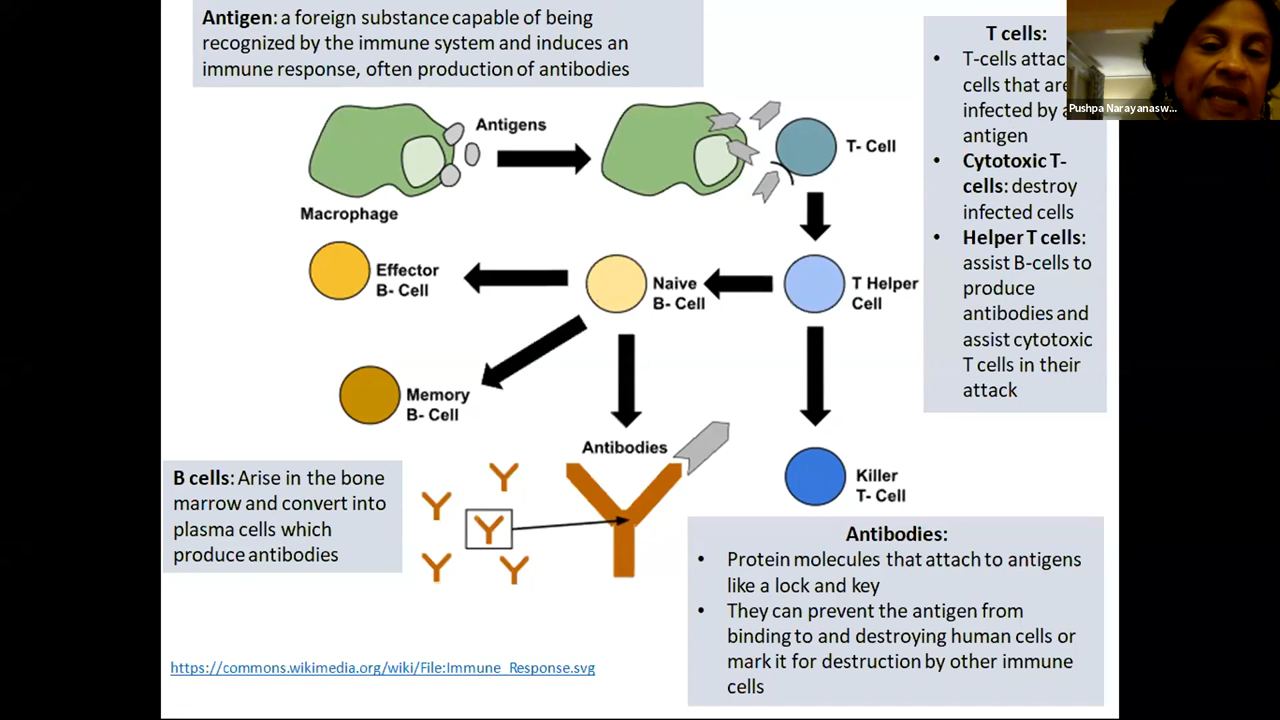 Antigen: a foreign substance capable of being
recognized by the immune system and induces an
immune response, often production of antibodies
T cells:
• T-cells attac
cells that are
infected by a
antigen
• Cytotoxic T-
cells: destroy
infected cells
• Helper T cells:
assist B-cells to
produce
antibodies and
assist cytotoxic
T cells in their
attack
Pushpa Narayanasw...
Antigens
T- Cell
Macrophage
Effector
B- Cell
Naive
B- Cell
T Helper
Cell
Memory
B- Cell
Antibodies
Killer
T- Cell
B cells: Arise in the bone
marrow and convert into
plasma cells which
produce antibodies
Antibodies:
• Protein molecules that attach to antigens
like a lock and key
• They can prevent the antigen from
binding to and destroying human cells or
mark it for destruction by other immune
cells
https://commons.wikimedia.org/wiki/File:Immune_Response.svg